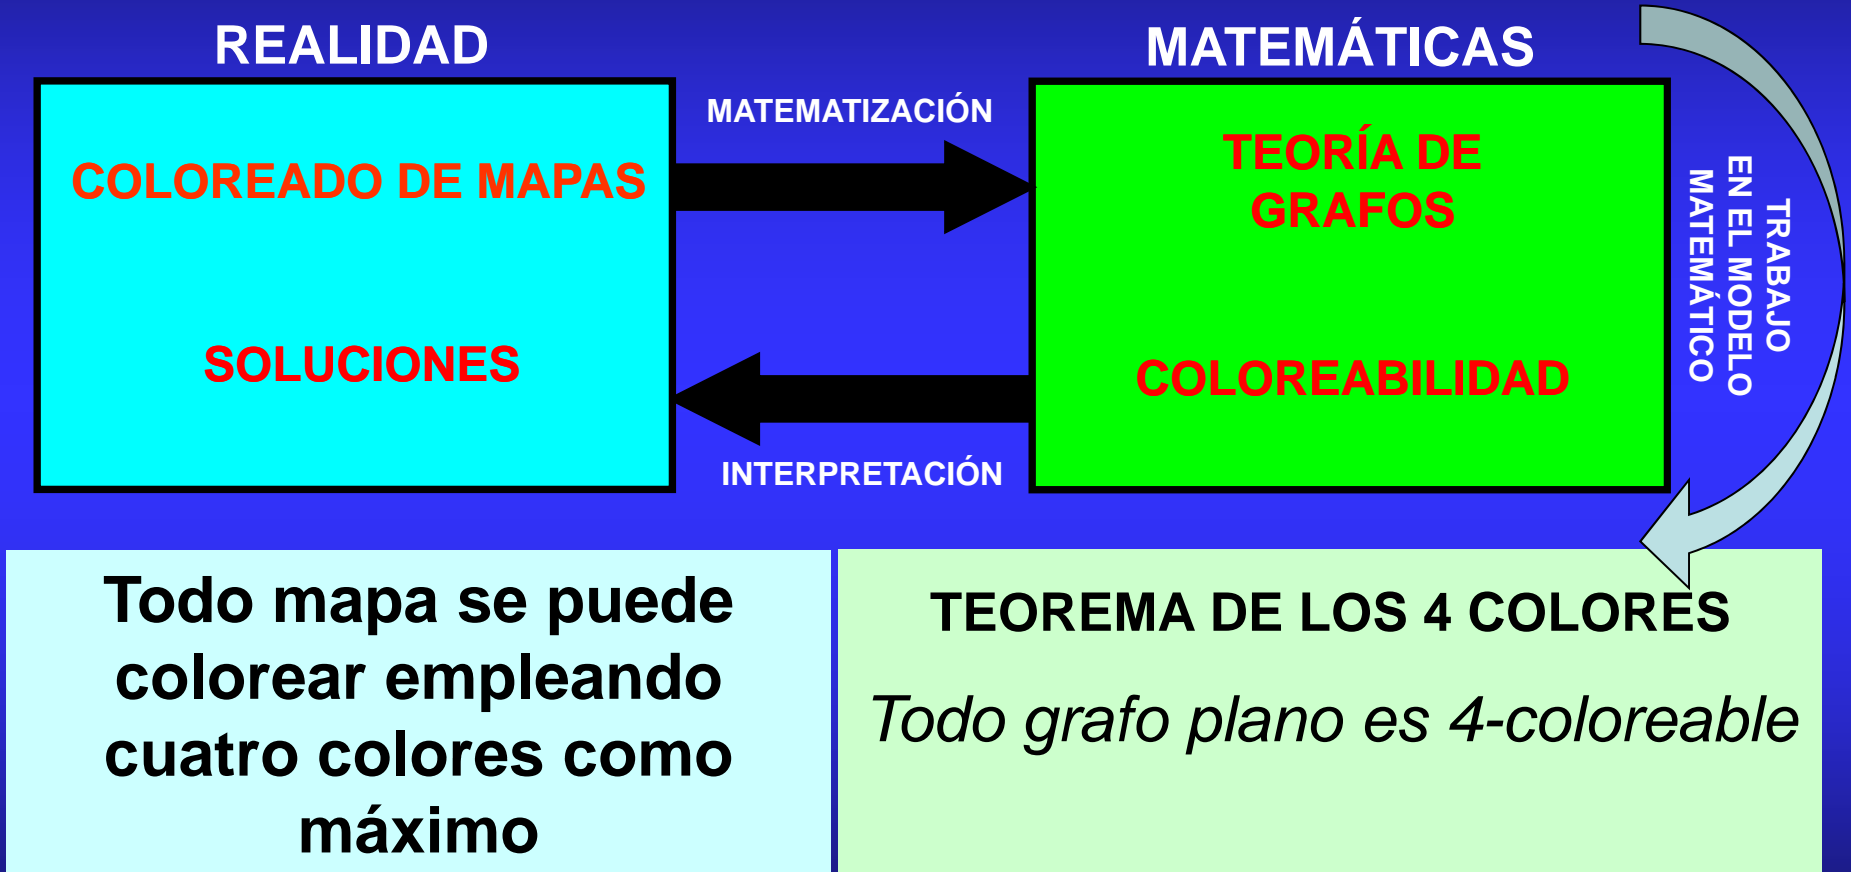 REALIDAD
MATEMÁTICAS
MATEMATIZACIÓN
COLOREADO DE MAPAS
TEORÍA DE
GRAFOS
TRABAJO
EN EL MODELO
MATEMÁTICO
SOLUCIONES
COLOREABILIDAD
INTERPRETACIÓN
Todo mapa se puede
colorear empleando
cuatro colores como
máximo
TEOREMA DE LOS 4 COLORES
Todo grafo plano es 4-coloreable